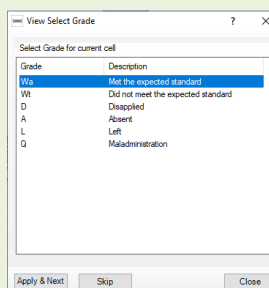 SIMS View Select Grade ? X
Select Grade for current cell
Grade Description
Wa Met the expected standard
Wt Did not meet the expected standard
D Disapplied
A Absent
L Left
Q Maladministration
Apply & Next Skip Close